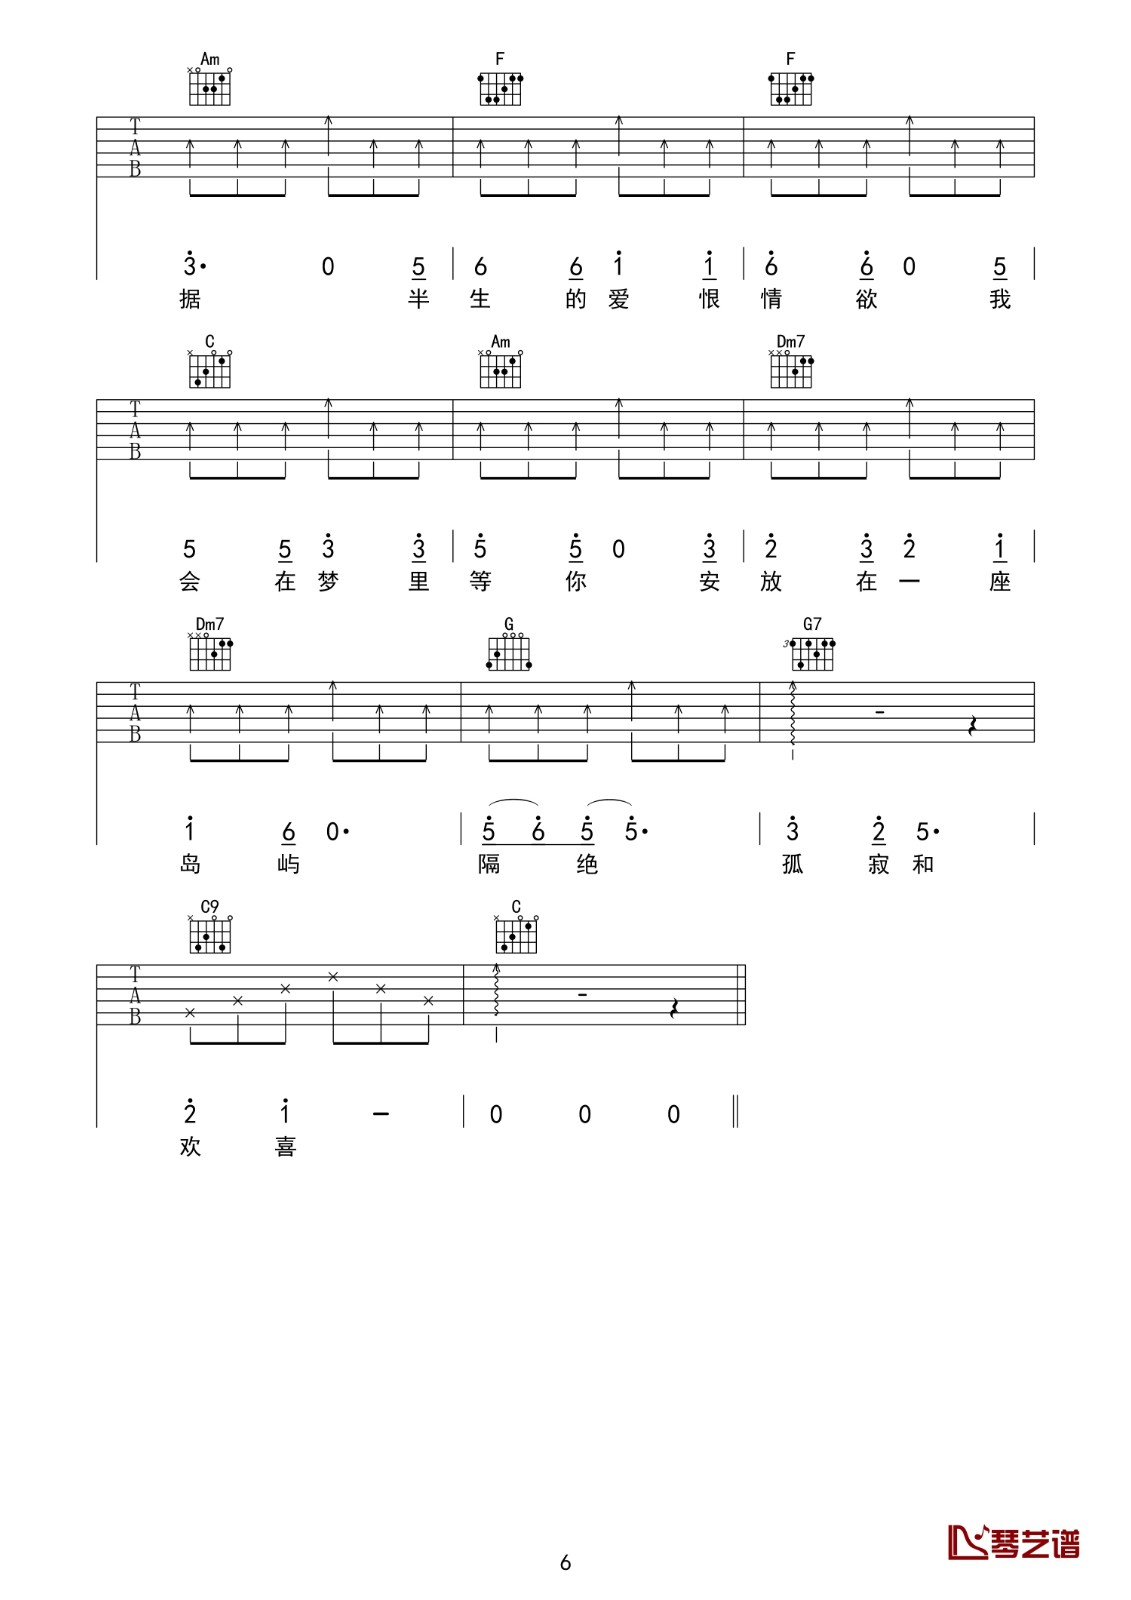 Am F F
T
A
B
3· 0 5 6 6 1 1 6 6 0 5
据 半 生 的 爱 恨 情 欲 我
C Am Dm7
T
A
B
5 5 3 3 5 5 0 3 2 3 2 1
会 在 梦 里 等 你 安 放 在 一 座
Dm7 G G7
3
T
A
B
1 6 0· 5 6 5 5· 3 2 5·
岛 屿 隔 绝 孤 寂 和
C9 C
T
A
B
2 1 – 0 0 0
欢 喜
琴艺谱
6